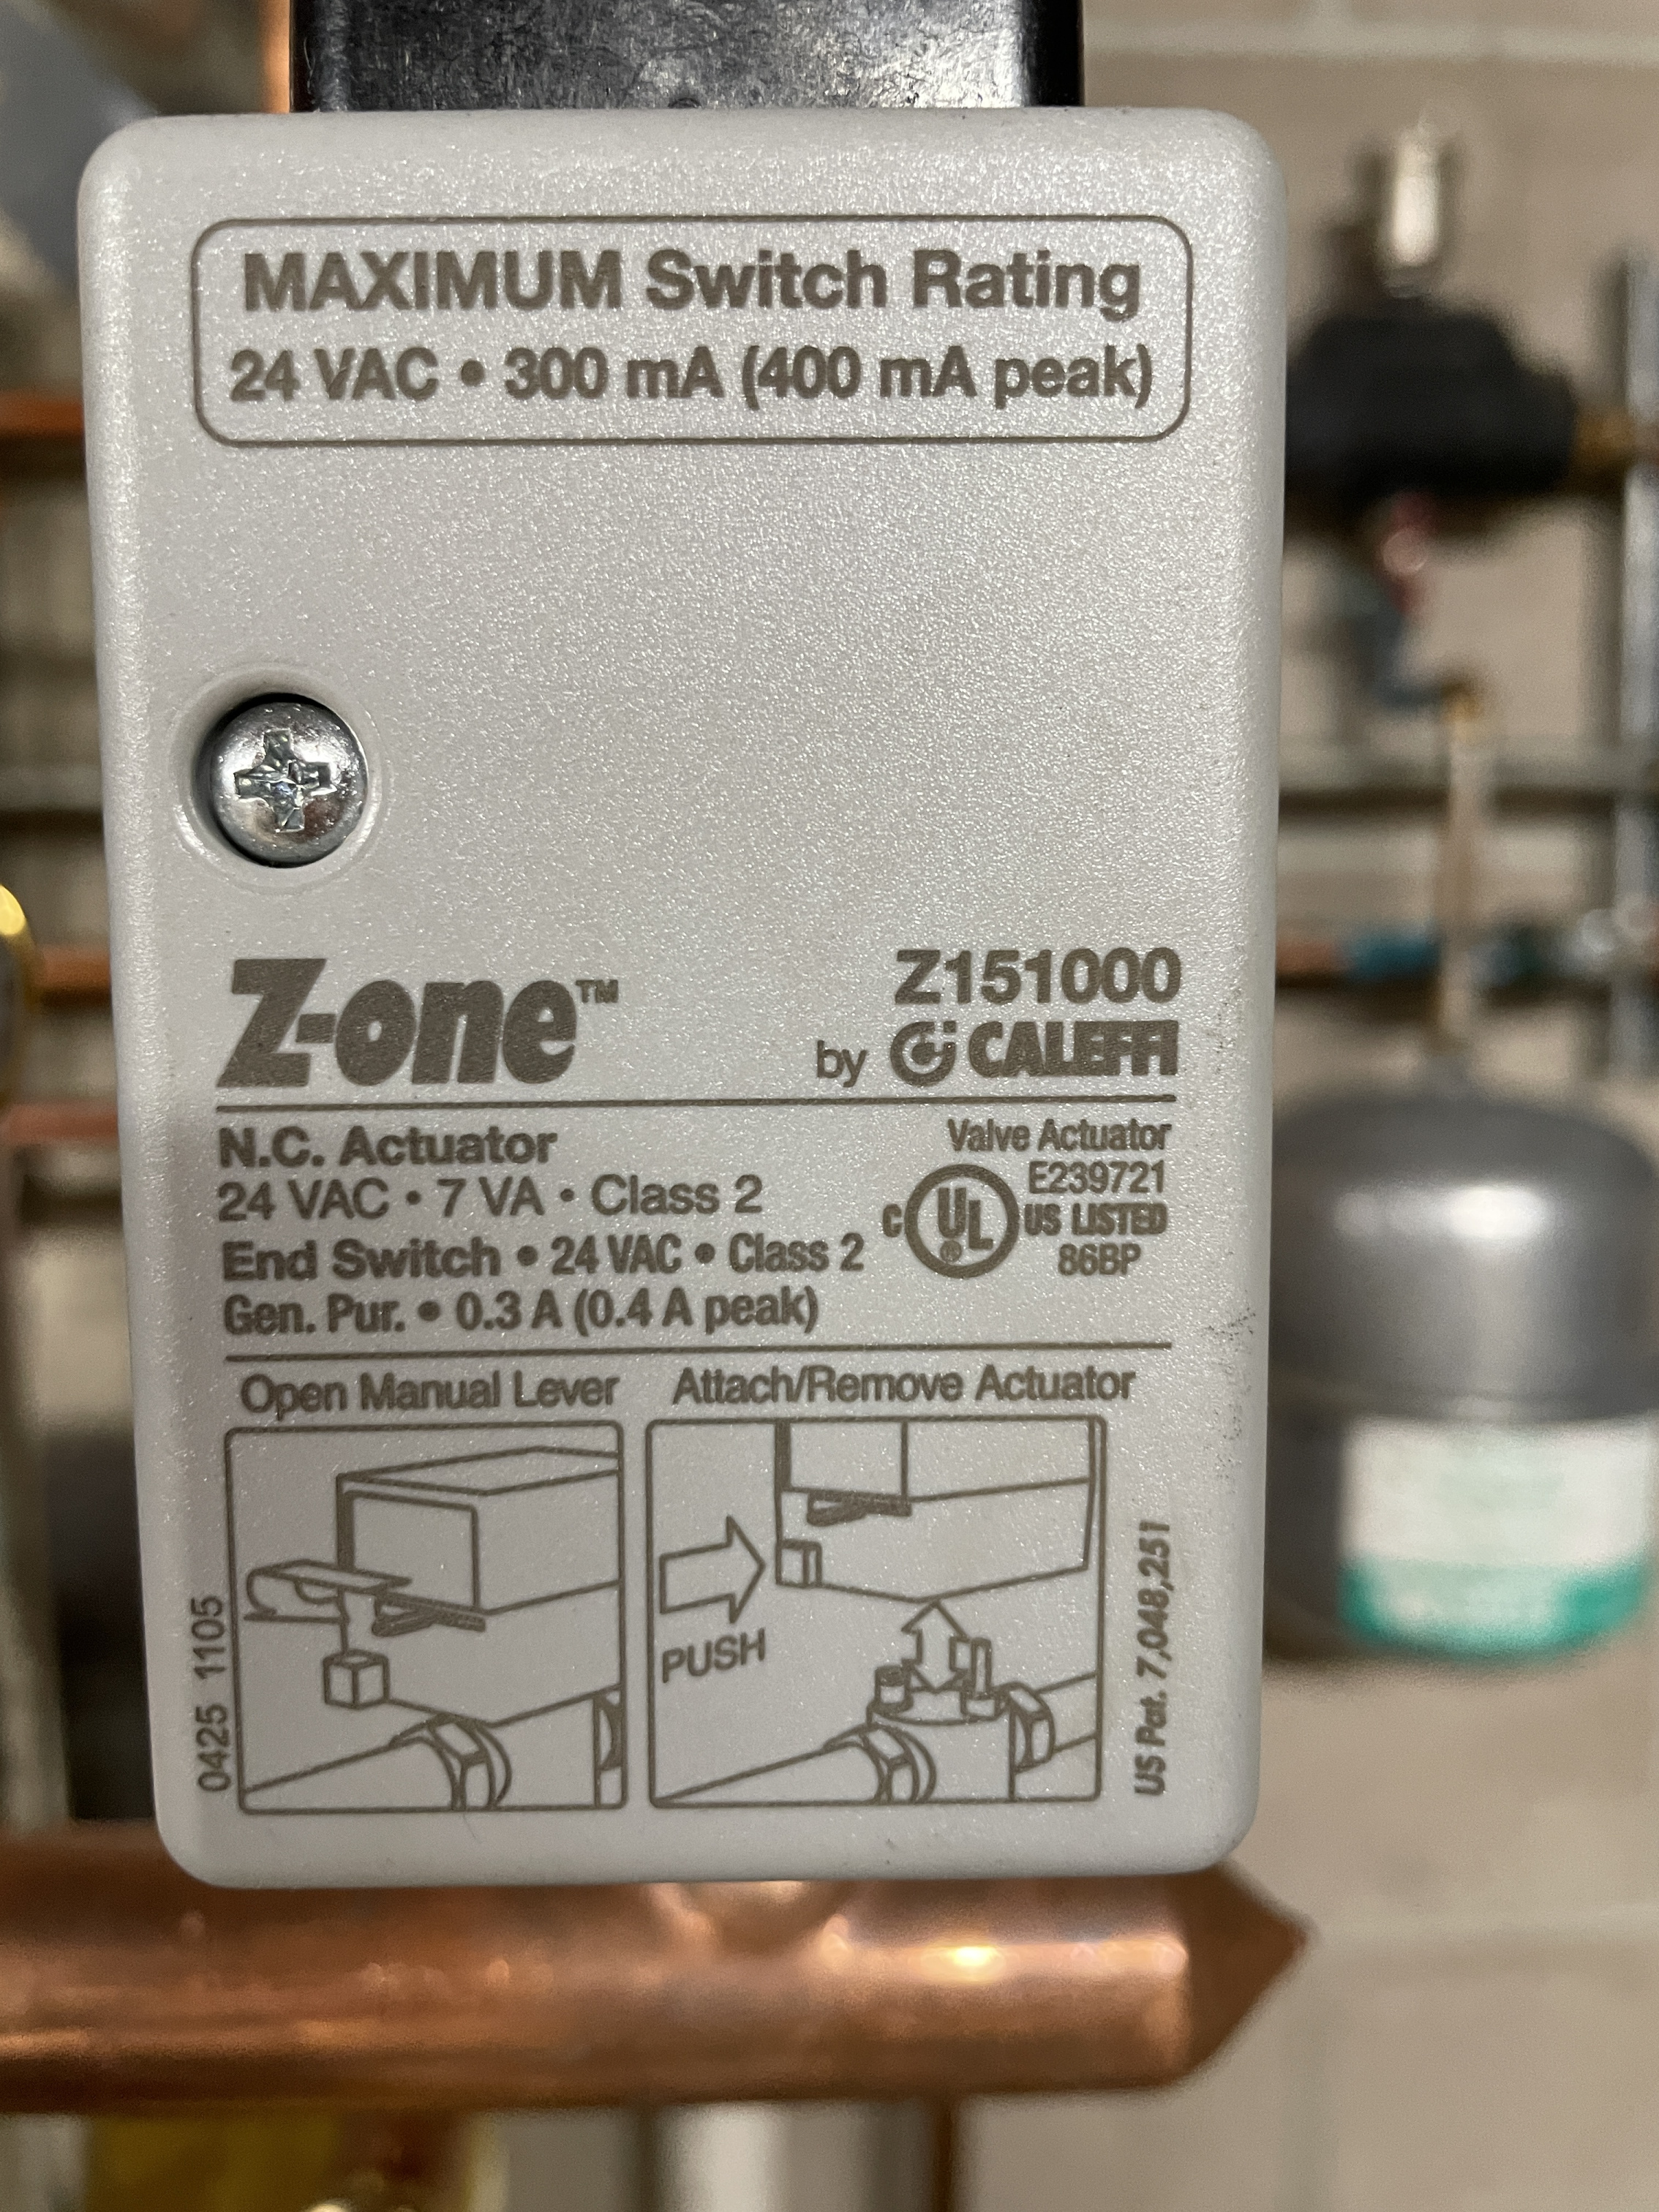 MAXIMUM Switch Rating
24 VAC • 300 mA (400 mA peak)
Z-one™
Z151000
by CALEFFI
N.C. Actuator
24 VAC • 7 VA • Class 2
End Switch • 24 VAC • Class 2
Gen. Pur. • 0.3 A (0.4 A peak)
Valve Actuator
E239721
C UL® US LISTED
86BP
Open Manual Lever
Attach/Remove Actuator
PUSH
0425 1105
US Pat. 7,048,251